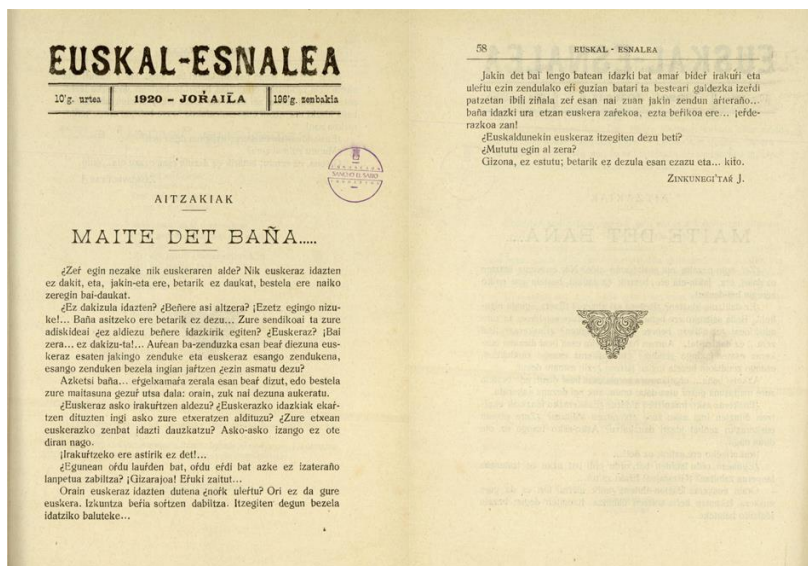 EUSKAL-ESNALEA
10'g. urtea
1920 - JOŔAILA
196'g. zenbakia
FUNDACION
SANCHO EL SABIO
FUNDAZIOA
AITZAKIAK
MAITE DET BAÑA.....
¿Zeŕ egin nezake nik euskeraren alde? Nik euskeraz idazten
ez dakit, eta, jakin-eta ere, betarik ez daukat, bestela ere naiko
zeregin bai-daukat.
¿Ez dakizula idazten? ¿Beñere asi altzera? ¡Ezetz egingo nizu-
ke!... Baña asitzeko ere betarik ez dezu... Zure sendikoai ta zure
adiskideai ¿ez aldiezu beñere idazkirik egiten? ¿Euskeraz? ¡Bai
zera... ez dakizu-ta!... Auŕean ba-zenduzka esan beaŕ diezuna eus-
keraz esaten jakingo zenduke eta euskeraz esango zendukena,
esango zenduken bezela ingian jaŕtzen ¿ezin asmatu dezu?
Azketsi baña... eŕgelxamaŕa zerala esan beaŕ dizut, edo bestela
zure maitasuna gezuŕ utsa dala: orain, zuk nai dezuna aukeratu.
¿Euskeraz asko irakuŕtzen aldezu? ¿Euskerazko idazkiak ekaŕ-
tzen dituzten ingi asko zure etxeratzen aldituzu? ¿Zure etxean
euskerazko zenbat idazti dauzkatzu? Asko-asko izango ez ote
diran nago.
¡Irakuŕtzeko ere astirik ez det!...
¿Egunean oŕdu lauŕden bat, oŕdu eŕdi bat azke ez izateraño
lanpetua zabiltza? ¡Gizarajoa! Eŕuki zaitut...
Orain euskeraz idazten dutena ¿noŕk uleŕtu? Ori ez da gure
euskera. Izkuntza beŕia soŕtzen dabiltza. Itzegiten degun bezela
idatziko baluteke...
58
EUSKAL - ESNALEA
Jakin det bai lengo batean idazki bat amaŕ bideŕ irakuŕi eta
uleŕtu ezin zendulako eŕi guzian batari ta besteari galdezka izeŕdi
patzetan ibili ziñala zeŕ esan nai zuan jakin zendun aŕteraño...
baña idazki ura etzan euskera zaŕekoa, ezta beŕikoa ere... ¡eŕde-
razkoa zan!
¿Euskaldunekin euskeraz itzegiten dezu beti?
¿Mututu egin al zera?
Gizona, ez estutu; betarik ez dezula esan ezazu eta... kito.
ZINKUNEGI'TAŔ J.